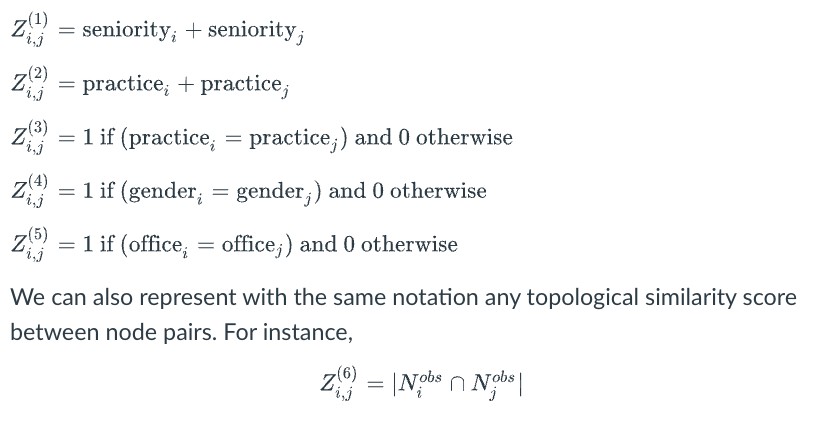 $Z_{i,j}^{(1)} = \text{seniority}_i + \text{seniority}_j$
$Z_{i,j}^{(2)} = \text{practice}_i + \text{practice}_j$
$Z_{i,j}^{(3)} = 1 \text{ if } (\text{practice}_i = \text{practice}_j) \text{ and } 0 \text{ otherwise}$
$Z_{i,j}^{(4)} = 1 \text{ if } (\text{gender}_i = \text{gender}_j) \text{ and } 0 \text{ otherwise}$
$Z_{i,j}^{(5)} = 1 \text{ if } (\text{office}_i = \text{office}_j) \text{ and } 0 \text{ otherwise}$
We can also represent with the same notation any topological similarity score
between node pairs. For instance,
$Z_{i,j}^{(6)} = |N_i^{obs} \cap N_j^{obs}|$